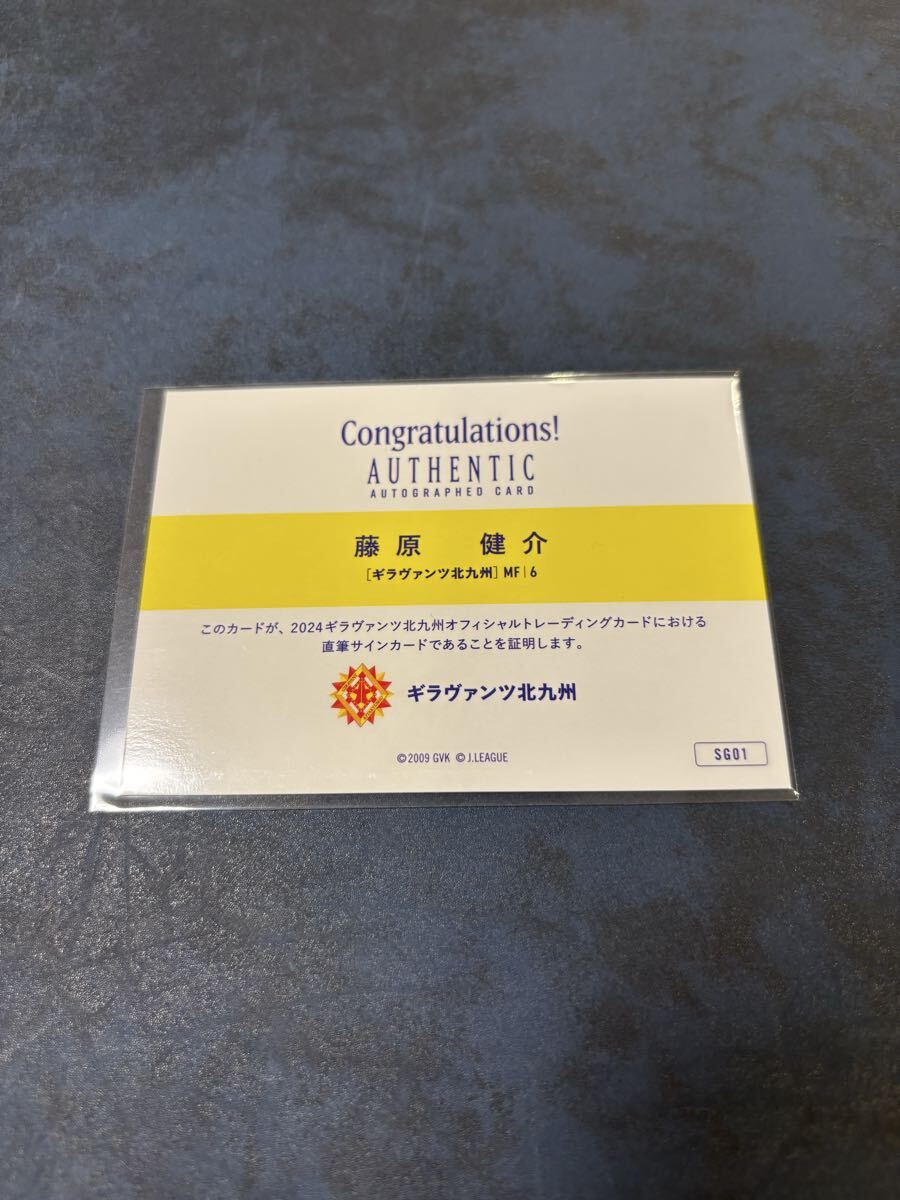 Congratulations!
AUTHENTIC
AUTOGRAPHED CARD
藤原 健介
[ギラヴァンツ北九州] MF | 6
このカードが、2024ギラヴァンツ北九州オフィシャルトレーディングカードにおける
直筆サインカードであることを証明します。
ギラヴァンツ北九州
©2009 GVK © J.LEAGUE
SG01